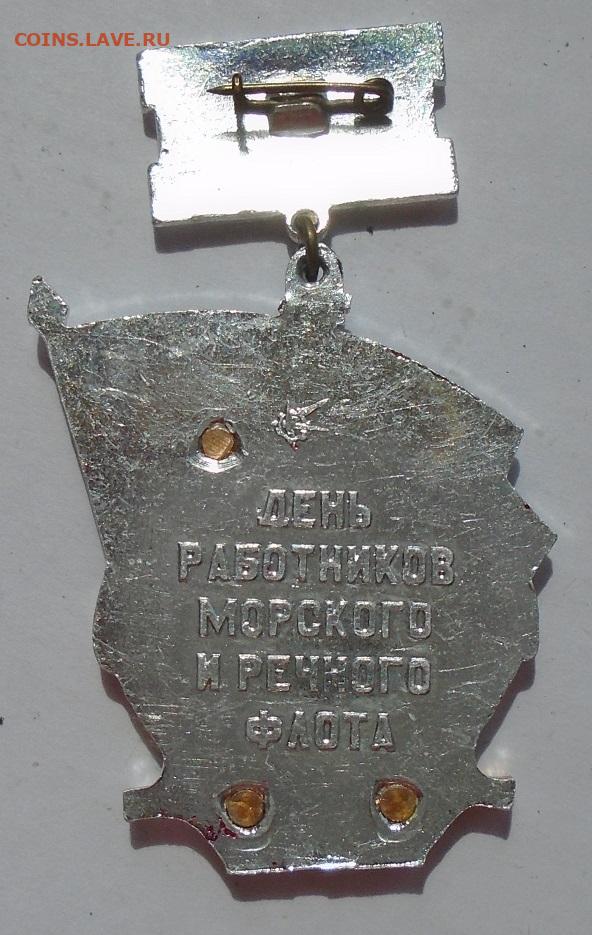 COINS.LAVE.RU
ДЕНЬ
РАБОТНИКОВ
МОРСКОГО
И РЕЧНОГО
ФЛОТА